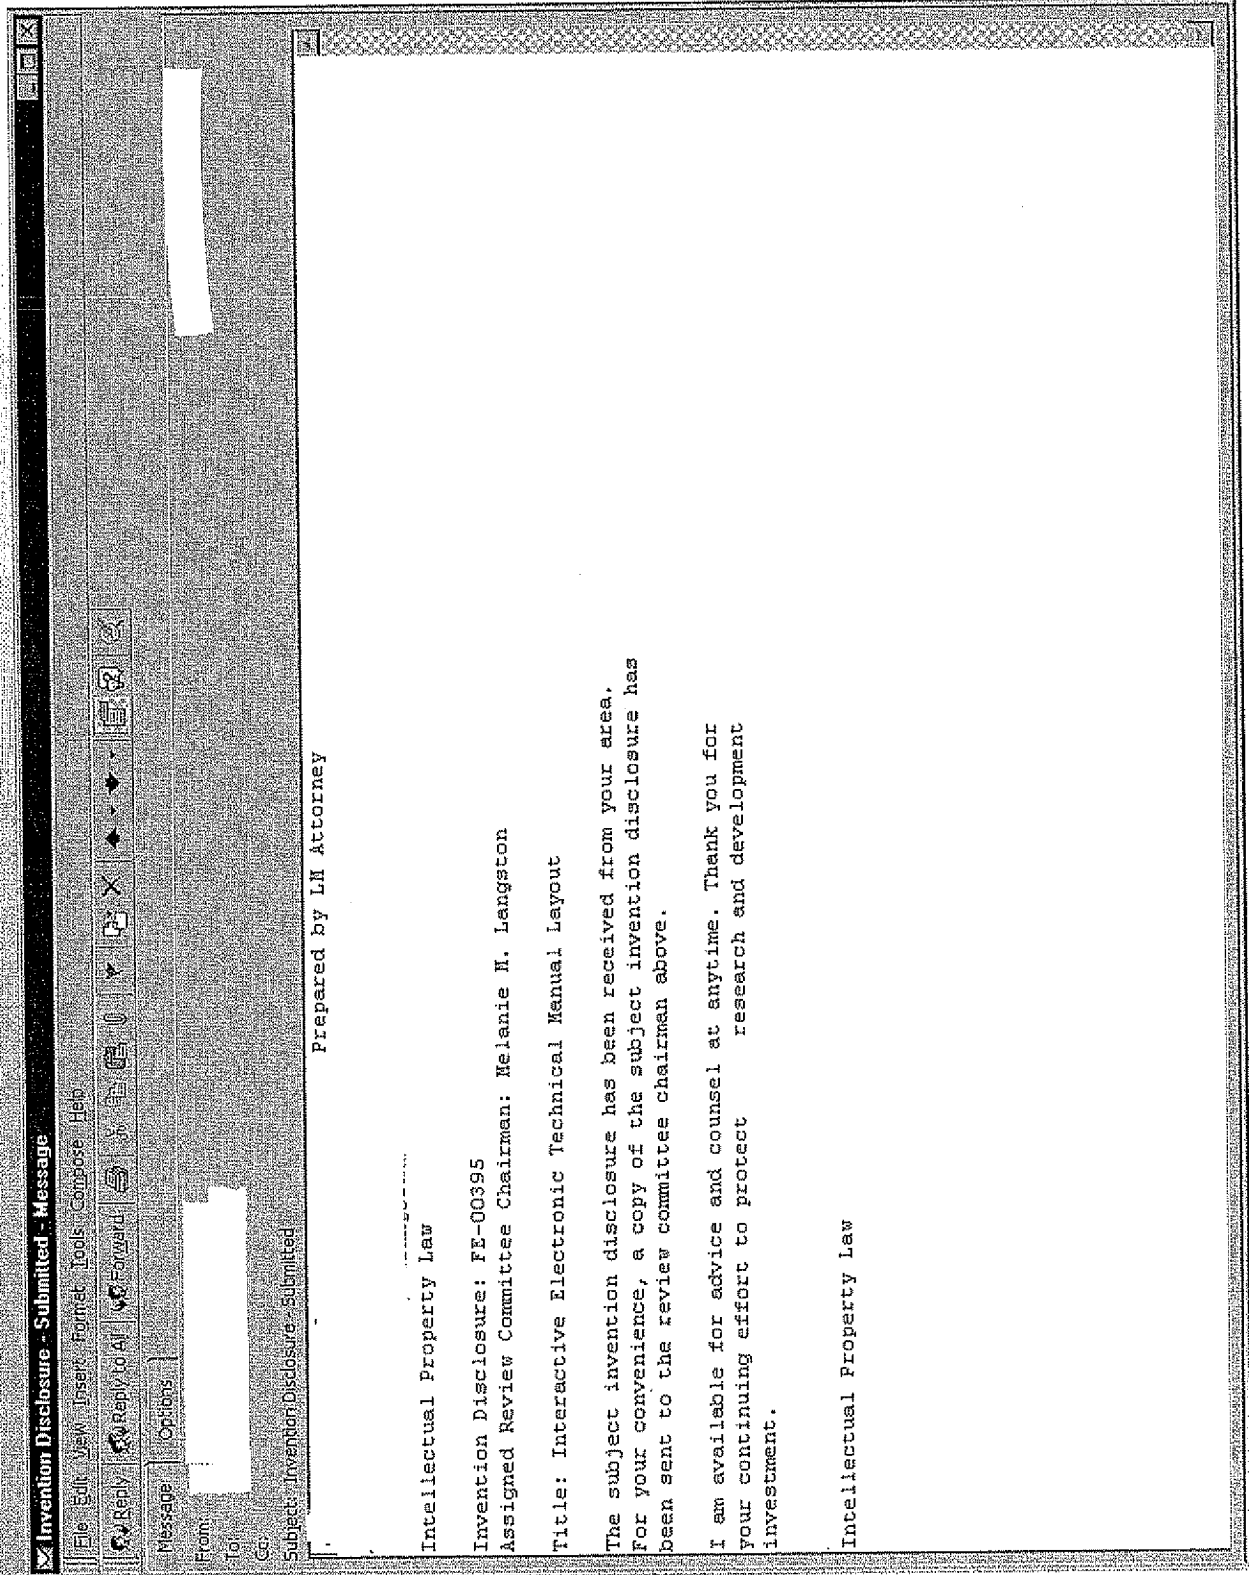 Invention Disclosure - Submitted - Message
File Edit View Insert Format Tools Compose Help
Reply Reply to All Forward
Message Options
From:
To:
Cc:
Subject: Invention Disclosure - Submitted
Prepared by LM Attorney
Intellectual Property Law
Invention Disclosure: FE-00395
Assigned Review Committee Chairman: Melanie M. Langston
Title: Interactive Electronic Technical Manual Layout
The subject invention disclosure has been received from your area.
For your convenience, a copy of the subject invention disclosure has
been sent to the review committee chairman above.
I am available for advice and counsel at anytime. Thank you for
your continuing effort to protect research and development
investment.
Intellectual Property Law